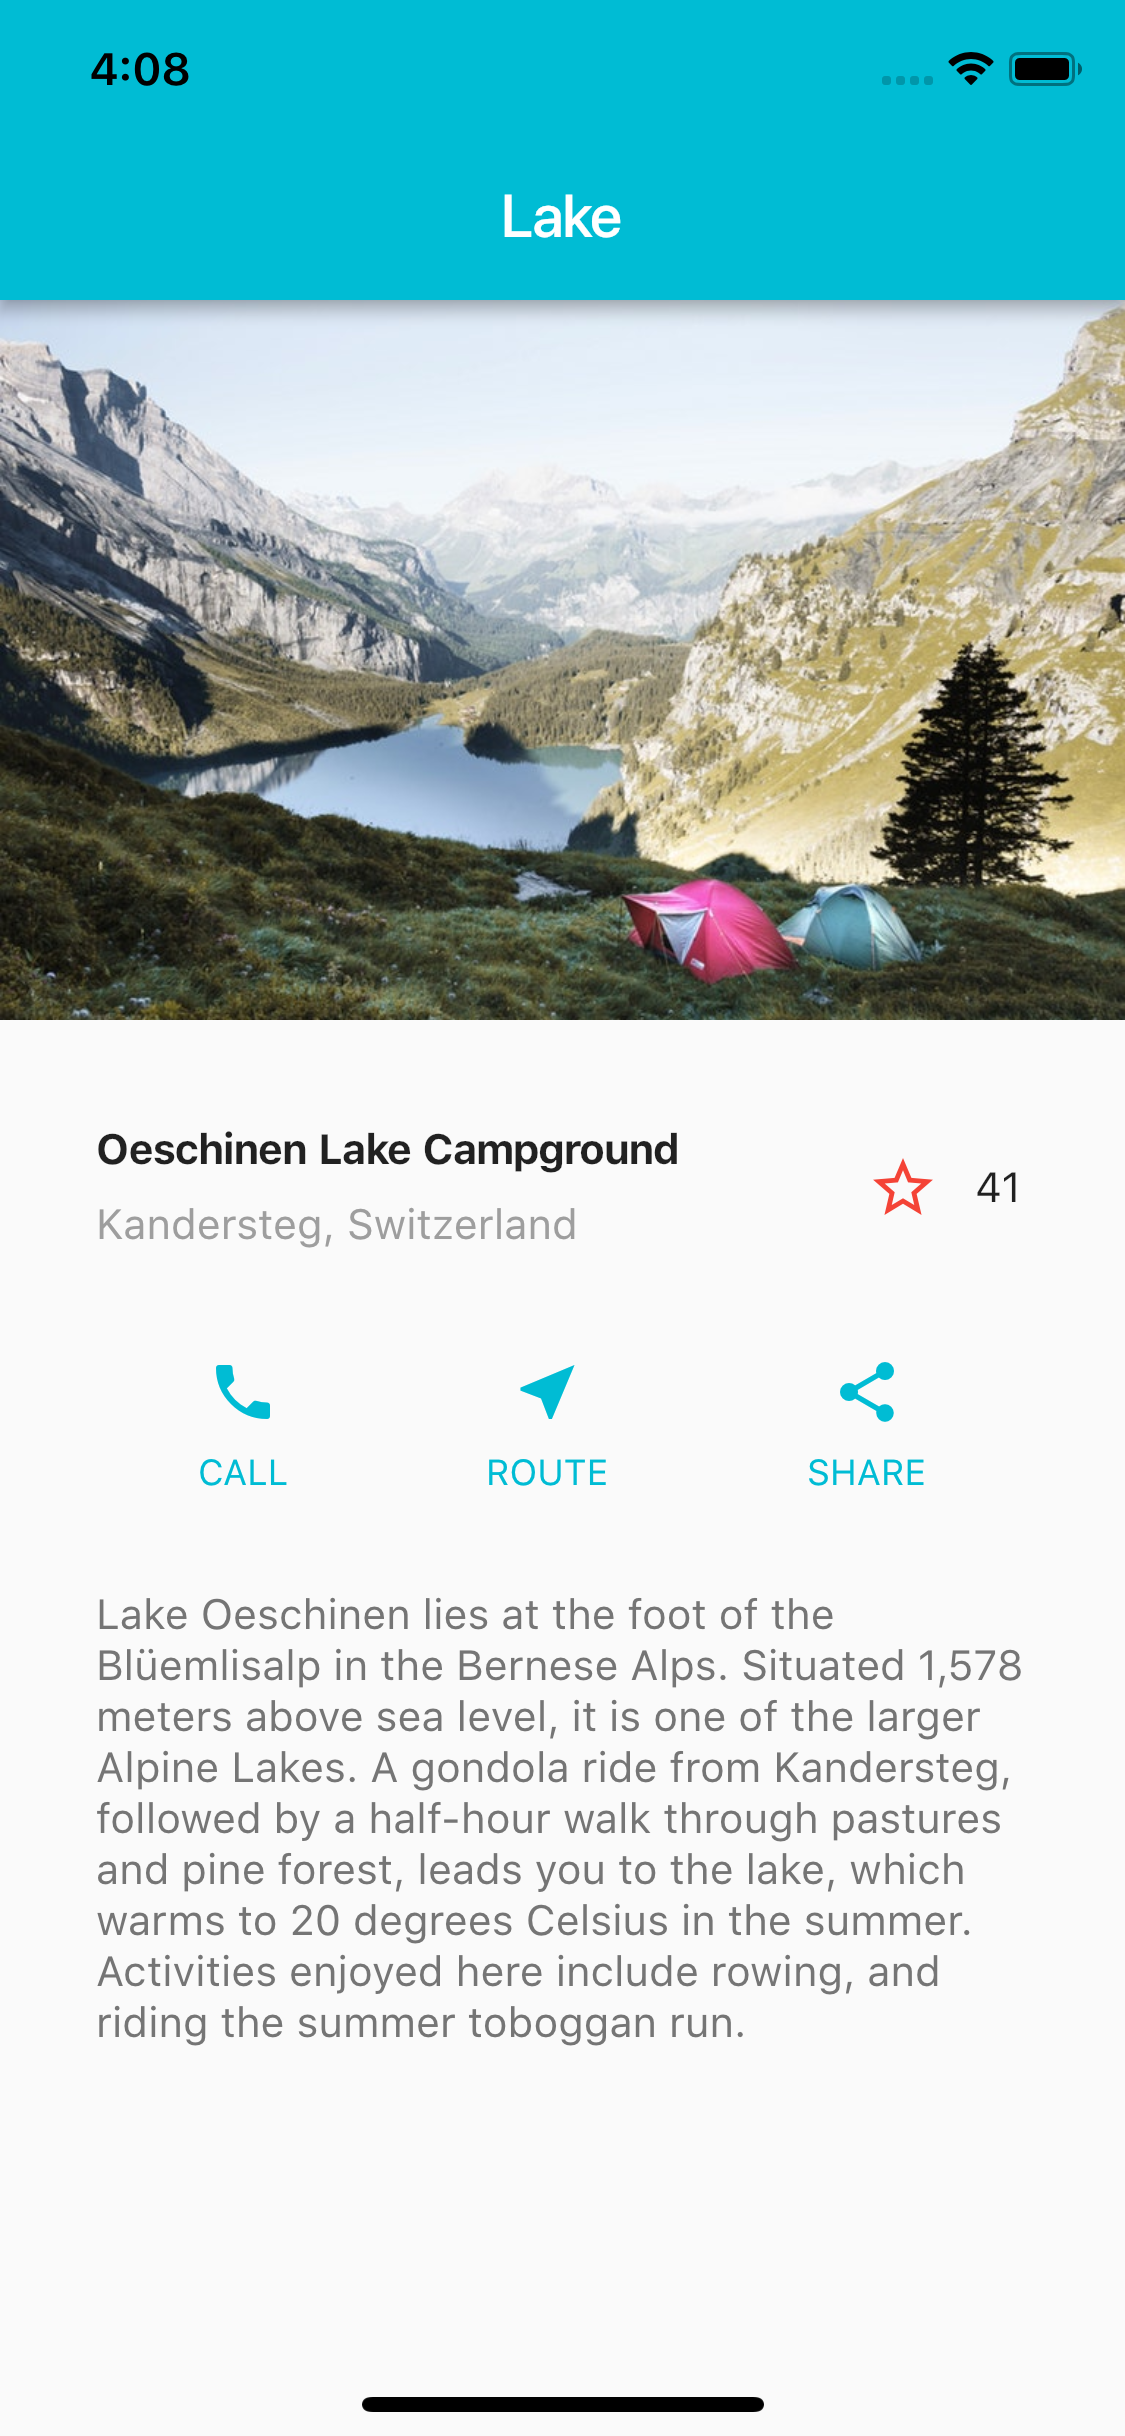 4:08
Lake
Oeschinen Lake Campground
Kandersteg, Switzerland
41
CALL
ROUTE
SHARE
Lake Oeschinen lies at the foot of the
Blüemlisalp in the Bernese Alps. Situated 1,578
meters above sea level, it is one of the larger
Alpine Lakes. A gondola ride from Kandersteg,
followed by a half-hour walk through pastures
and pine forest, leads you to the lake, which
warms to 20 degrees Celsius in the summer.
Activities enjoyed here include rowing, and
riding the summer toboggan run.